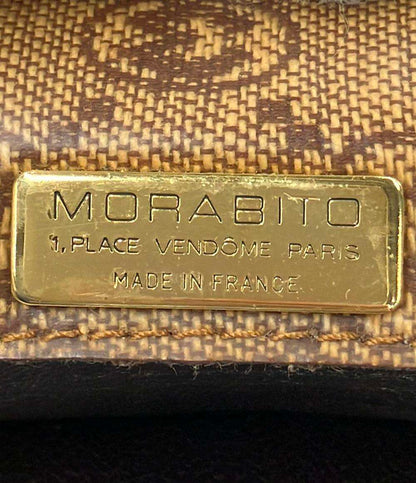 MORABITO
1, PLACE VENDÔME PARIS
MADE IN FRANCE